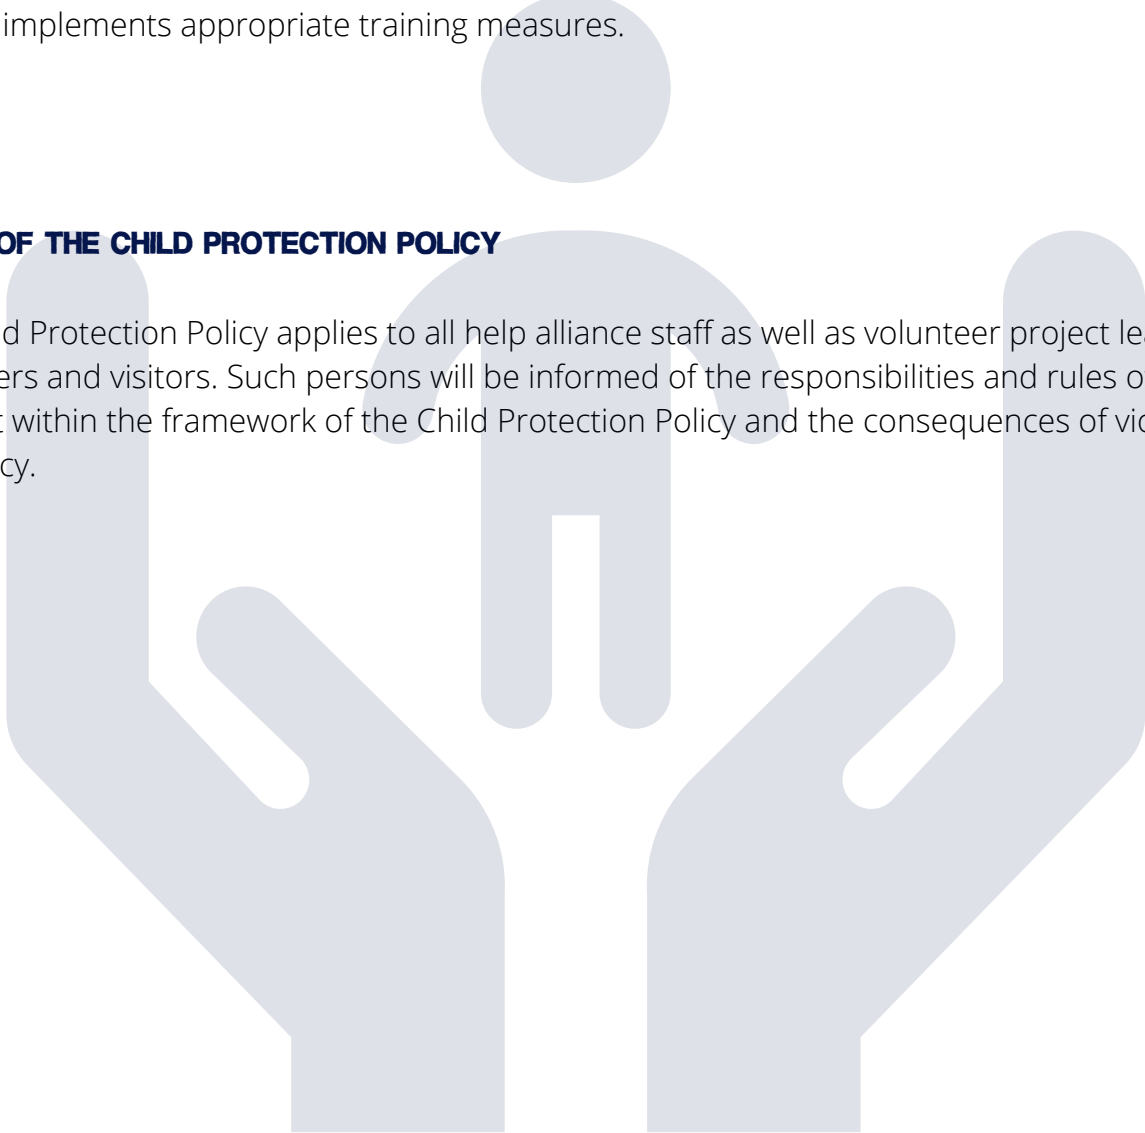 implements appropriate training measures.
OF THE CHILD PROTECTION POLICY
d Protection Policy applies to all help alliance staff as well as volunteer project le
ers and visitors. Such persons will be informed of the responsibilities and rules o
within the framework of the Child Protection Policy and the consequences of vio
cy.